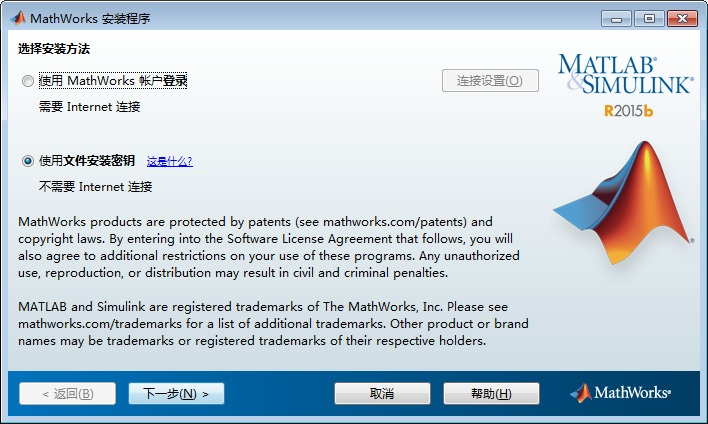 MathWorks 安装程序
选择安装方法
使用 MathWorks 帐户登录
连接设置(O)
需要 Internet 连接
使用文件安装密钥 这是什么?
不需要 Internet 连接
MATLAB®
&SIMULINK®
R2015b
MathWorks products are protected by patents (see mathworks.com/patents) and
copyright laws. By entering into the Software License Agreement that follows, you will
also agree to additional restrictions on your use of these programs. Any unauthorized
use, reproduction, or distribution may result in civil and criminal penalties.
MATLAB and Simulink are registered trademarks of The MathWorks, Inc. Please see
mathworks.com/trademarks for a list of additional trademarks. Other product or brand
names may be trademarks or registered trademarks of their respective holders.
< 返回(B) 下一步(N) > 取消 帮助(H) MathWorks®